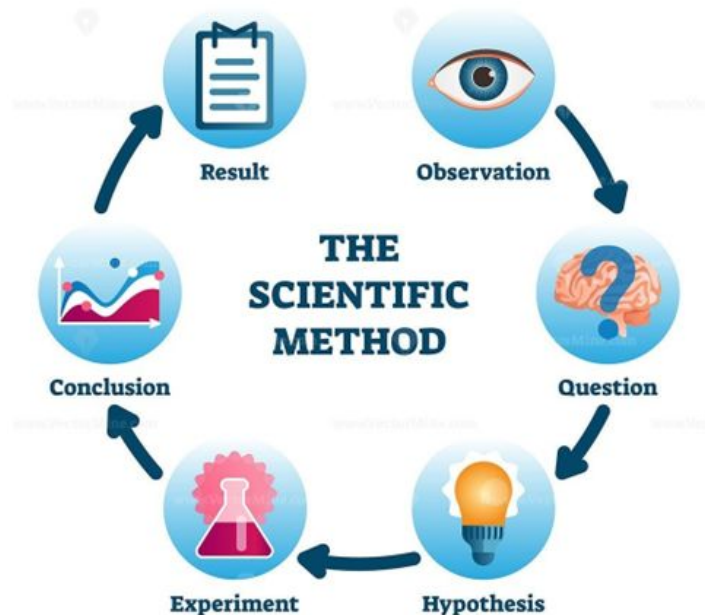 Result
Observation
THE
SCIENTIFIC
METHOD
Conclusion
Question
Experiment
Hypothesis